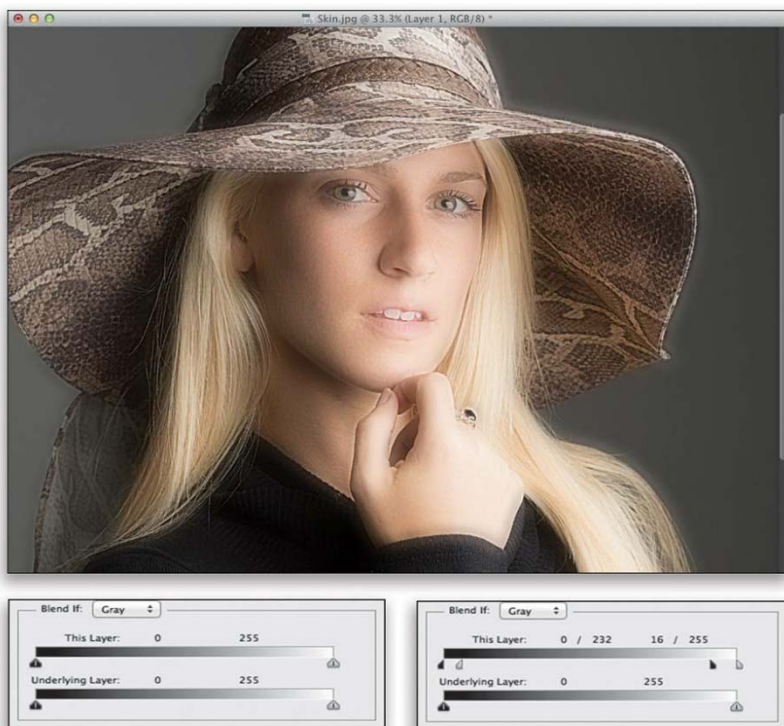 Skin.jpg @ 33.3% (Layer 1, RGB/8) *
Blend If: Gray
This Layer: 0 255
Underlying Layer: 0 255
Blend If: Gray
This Layer: 0 / 232 16 / 255
Underlying Layer: 0 255